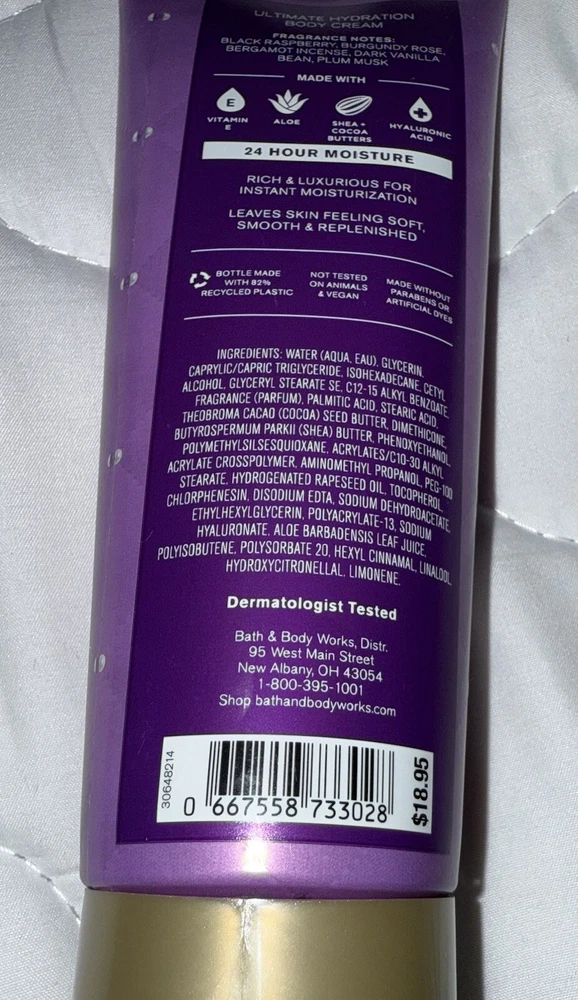 ULTIMATE HYDRATION
BODY CREAM
FRAGRANCE NOTES:
BLACK RASPBERRY, BURGUNDY ROSE,
BERGAMOT INCENSE, DARK VANILLA
BEAN, PLUM MUSK
MADE WITH
E
VITAMIN
E
ALOE
SHEA +
COCOA
BUTTERS
HYALURONIC
ACID
24 HOUR MOISTURE
RICH & LUXURIOUS FOR
INSTANT MOISTURIZATION
LEAVES SKIN FEELING SOFT,
SMOOTH & REPLENISHED
BOTTLE MADE
WITH 82%
RECYCLED PLASTIC
NOT TESTED
ON ANIMALS
& VEGAN
MADE WITHOUT
PARABENS OR
ARTIFICIAL DYES
INGREDIENTS: WATER (AQUA, EAU), GLYCERIN,
CAPRYLIC/CAPRIC TRIGLYCERIDE, ISOHEXADECANE, CETYL
ALCOHOL, GLYCERYL STEARATE SE, C12-15 ALKYL BENZOATE,
FRAGRANCE (PARFUM), PALMITIC ACID, STEARIC ACID,
THEOBROMA CACAO (COCOA) SEED BUTTER, DIMETHICONE,
BUTYROSPERMUM PARKII (SHEA) BUTTER, PHENOXYETHANOL,
POLYMETHYLSILSESQUIOXANE, ACRYLATES/C10-30 ALKYL
ACRYLATE CROSSPOLYMER, AMINOMETHYL PROPANOL, PEG-100
STEARATE, HYDROGENATED RAPESEED OIL, TOCOPHEROL,
CHLORPHENESIN, DISODIUM EDTA, SODIUM DEHYDROACETATE,
ETHYLHEXYLGLYCERIN, POLYACRYLATE-13, SODIUM
HYALURONATE, ALOE BARBADENSIS LEAF JUICE,
POLYISOBUTENE, POLYSORBATE 20, HEXYL CINNAMAL, LINALOOL,
HYDROXYCITRONELLAL, LIMONENE.
Dermatologist Tested
Bath & Body Works, Distr.
95 West Main Street
New Albany, OH 43054
1-800-395-1001
Shop bathandbodyworks.com
30648214
0 667558 733028
$18.95